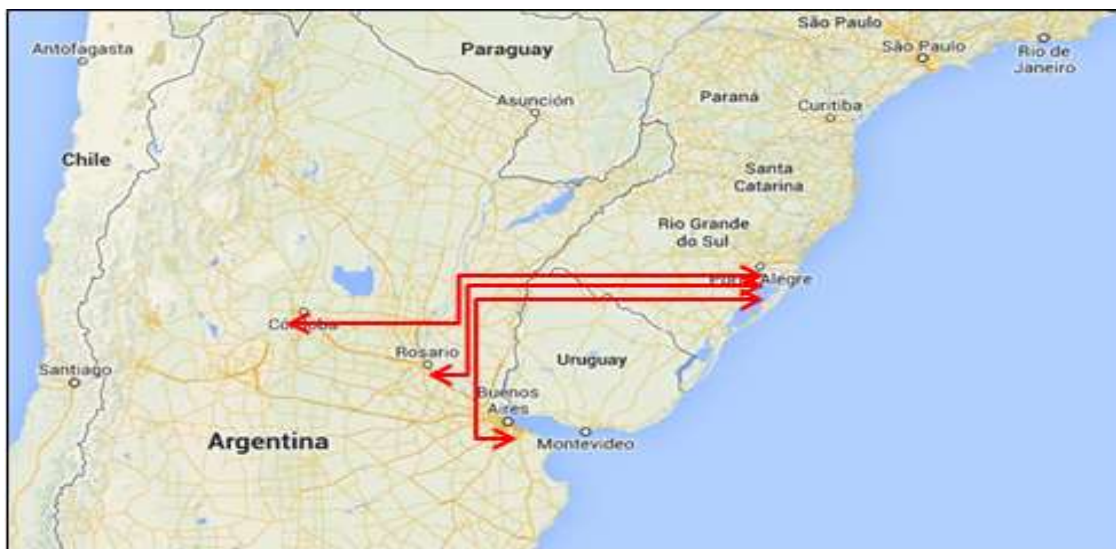 São Paulo
Antofagasta
Paraguay
São Paulo
Rio de
Janeiro
Asunción
Paraná
Curitiba
Chile
Santa
Catarina
Rio Grande
do Sul
Porto Alegre
Córdoba
Rosario
Uruguay
Santiago
Buenos
Aires
Argentina
Montevideo